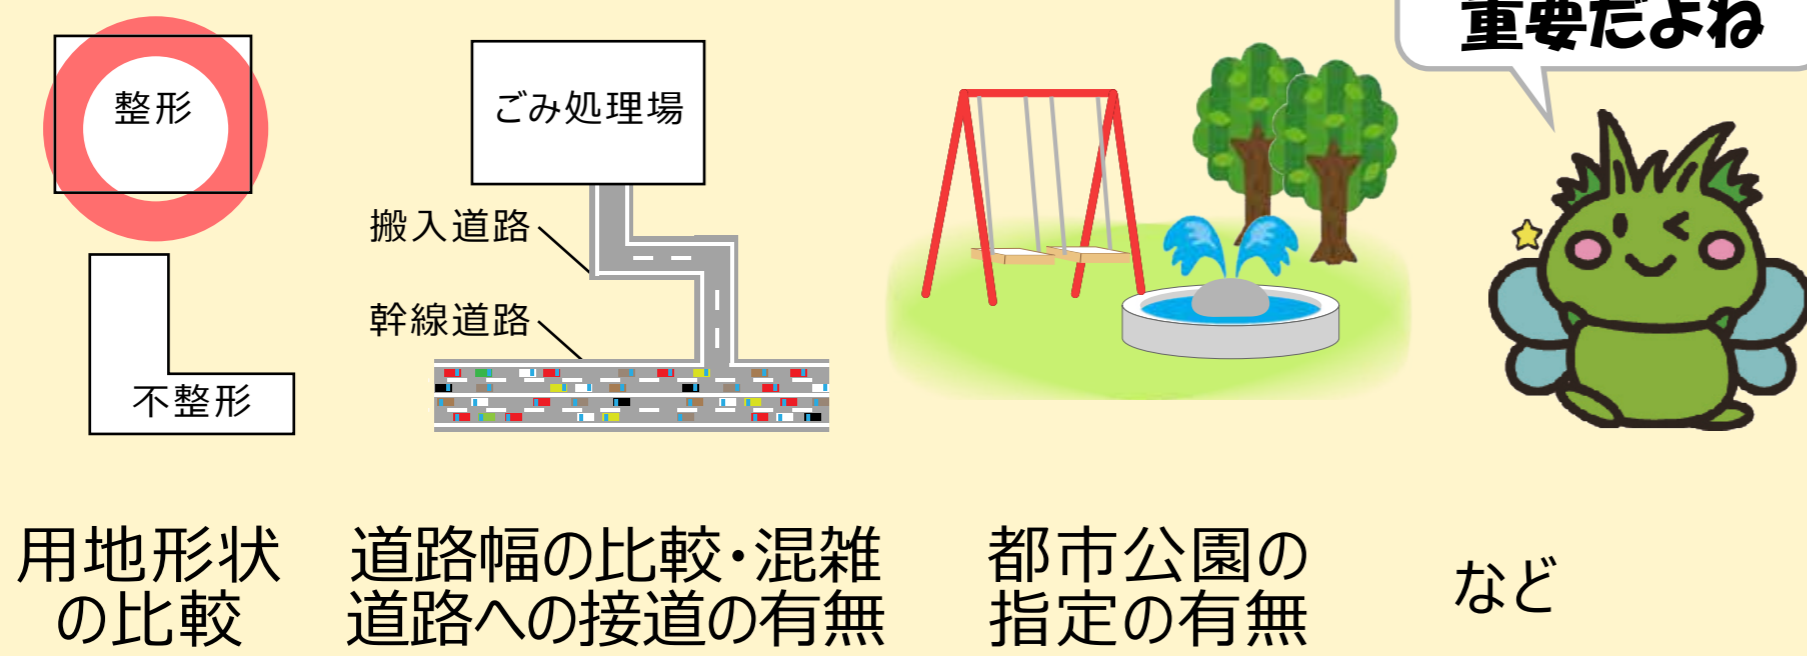 重要だよね
整形
不整形
ごみ処理場
搬入道路
幹線道路
用地形状
の比較
道路幅の比較・混雑
道路への接道の有無
都市公園の
指定の有無
など